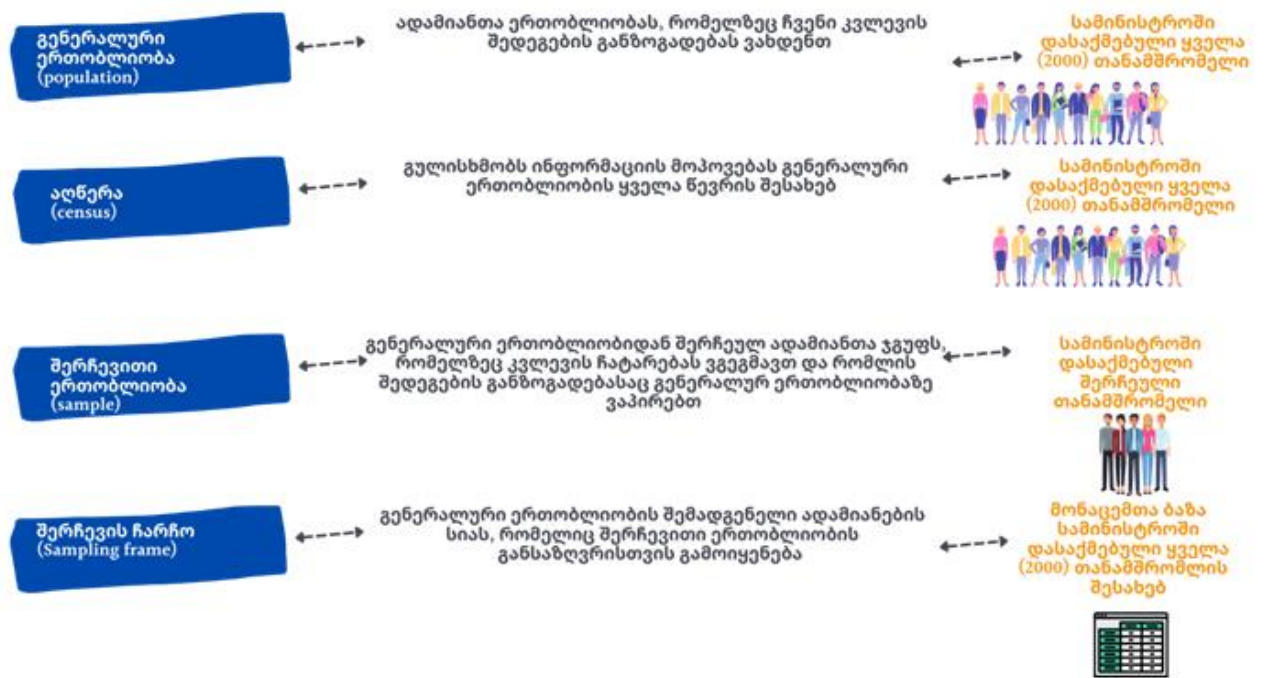 გენერალური
ერთობლიობა
(population)
ადამიანთა ერთობლიობას, რომელზეც ჩვენი კვლევის
შედეგების განზოგადებას ვახდენთ
სამინისტროში
დასაქმებული ყველა
(2000) თანამშრომელი
აღწერა
(census)
გულისხმობს ინფორმაციის მოპოვებას გენერალური
ერთობლიობის ყველა წევრის შესახებ
სამინისტროში
დასაქმებული ყველა
(2000) თანამშრომელი
შერჩევითი
ერთობლიობა
(sample)
გენერალური ერთობლიობიდან შერჩეულ ადამიანთა ჯგუფს,
რომელზეც კვლევის ჩატარებას ვგეგმავთ და რომლის
შედეგების განზოგადებასაც გენერალურ ერთობლიობაზე
ვაპირებთ
სამინისტროში
დასაქმებული
შერჩეული
თანამშრომელი
შერჩევის ჩარჩო
(Sampling frame)
გენერალური ერთობლიობის შემადგენელი ადამიანების
სიას, რომელიც შერჩევითი ერთობლიობის
განსაზღვრისთვის გამოიყენება
მონაცემთა ბაზა
სამინისტროში
დასაქმებული ყველა
(2000) თანამშრომლის
შესახებ